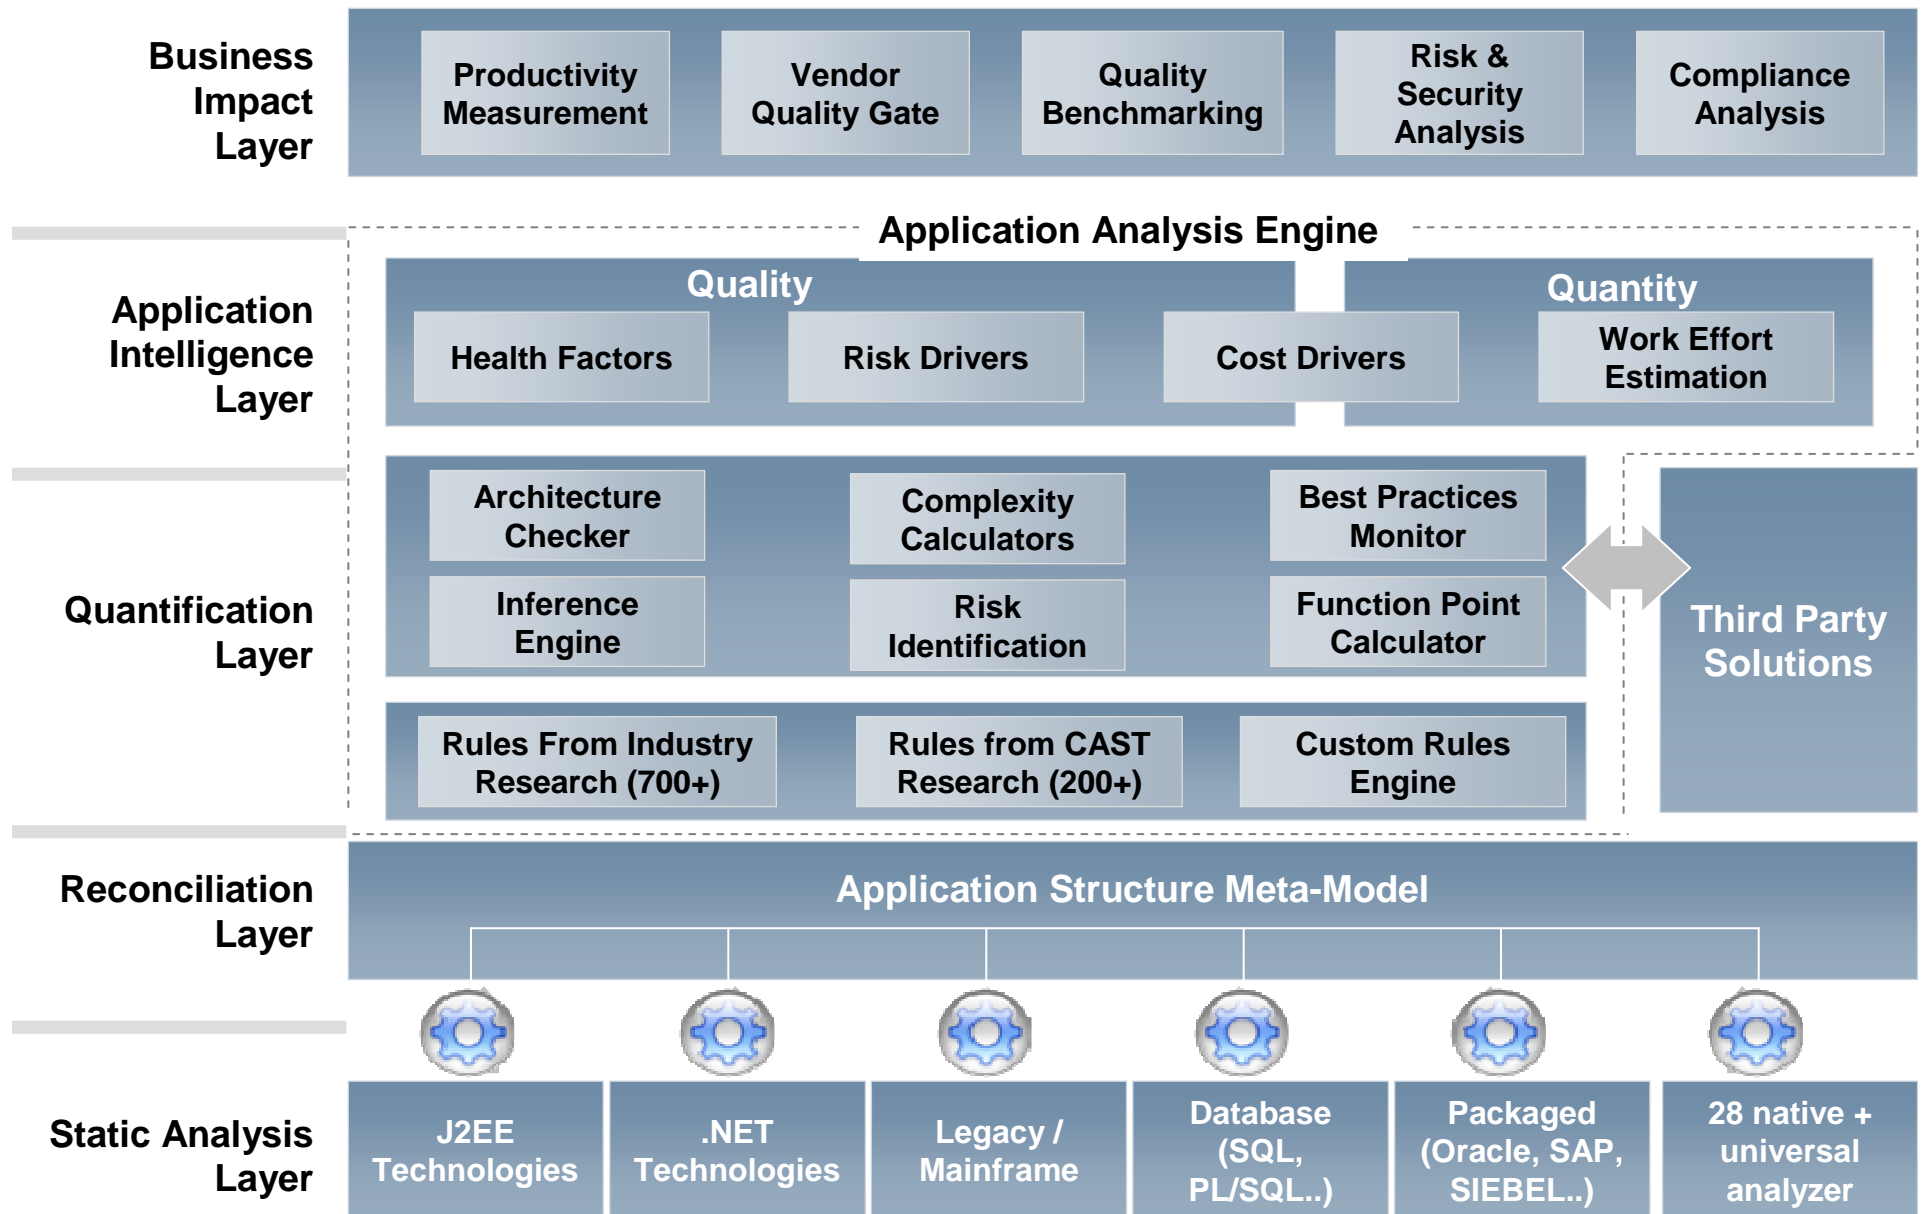 Business
Impact
Layer
Productivity
Measurement
Vendor
Quality Gate
Quality
Benchmarking
Risk &
Security
Analysis
Compliance
Analysis
Application Analysis Engine
Application
Intelligence
Layer
Quality
Quantity
Health Factors
Risk Drivers
Cost Drivers
Work Effort
Estimation
Quantification
Layer
Architecture
Checker
Complexity
Calculators
Best Practices
Monitor
Inference
Engine
Risk
Identification
Function Point
Calculator
Third Party
Solutions
Rules From Industry
Research (700+)
Rules from CAST
Research (200+)
Custom Rules
Engine
Reconciliation
Layer
Application Structure Meta-Model
Static Analysis
Layer
J2EE
Technologies
.NET
Technologies
Legacy /
Mainframe
Database
(SQL,
PL/SQL..)
Packaged
(Oracle, SAP,
SIEBEL..)
28 native +
universal
analyzer